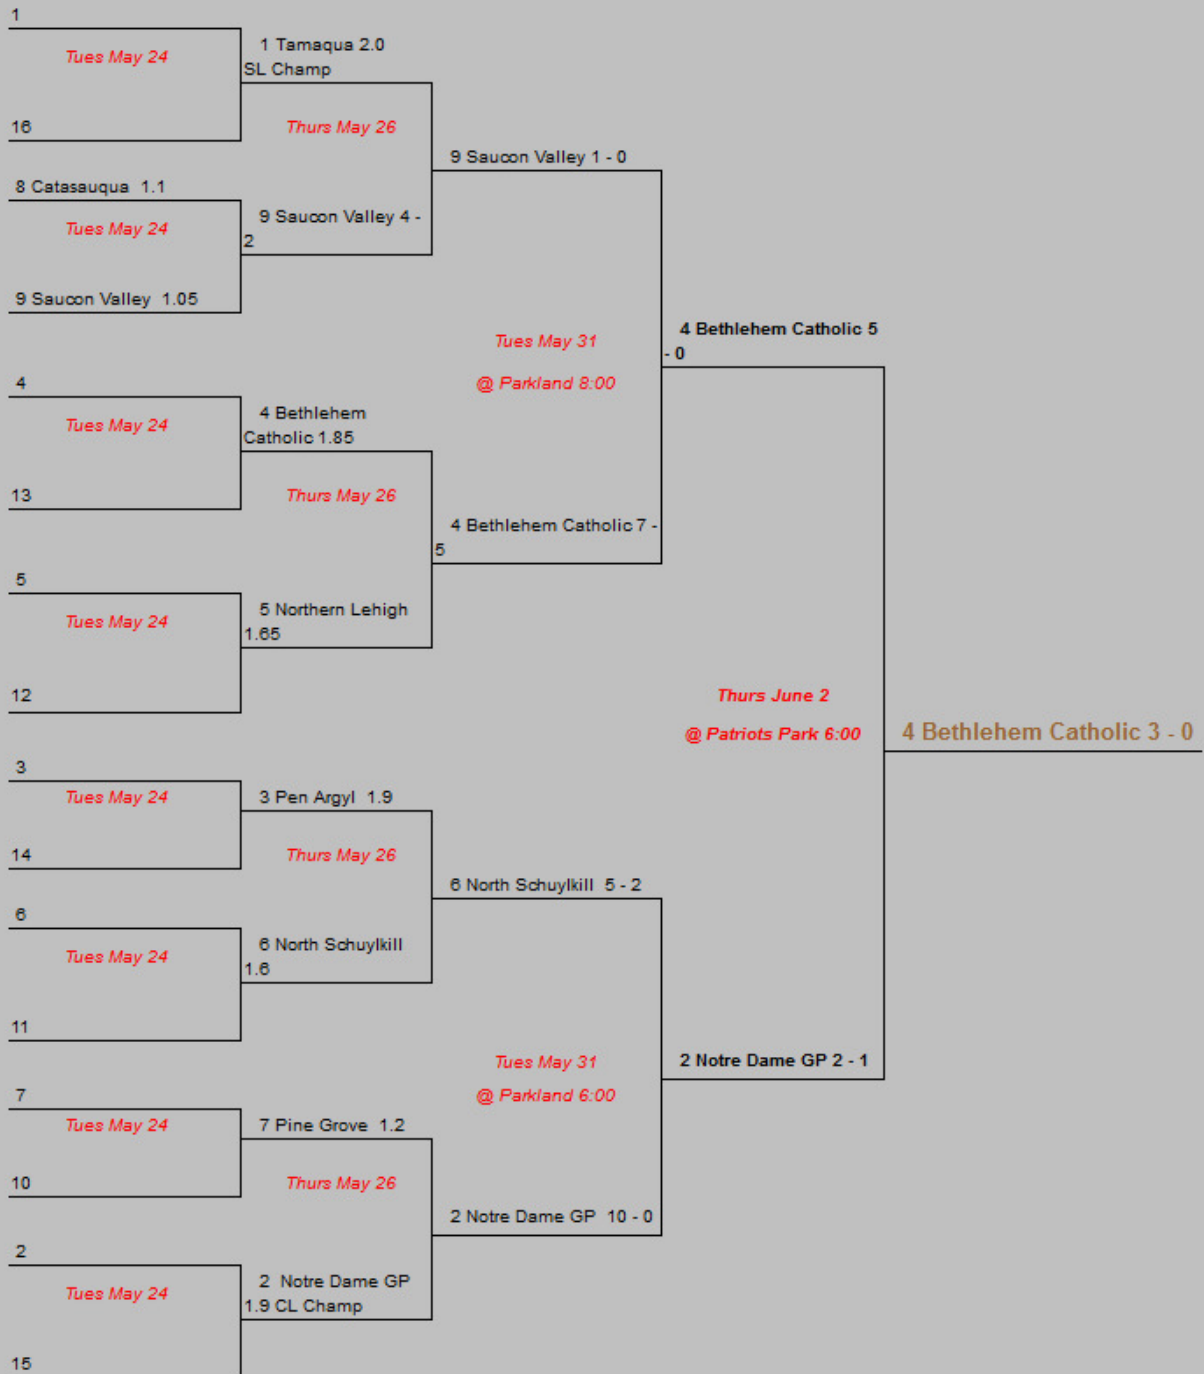 1
Tues May 24
1 Tamaqua 2.0
SL Champ
16
Thurs May 26
9 Saucon Valley 1 - 0
8 Catasauqua 1.1
Tues May 24
9 Saucon Valley 4 -
2
9 Saucon Valley 1.05
Tues May 31
@ Parkland 8:00
4 Bethlehem Catholic 5
- 0
4
Tues May 24
4 Bethlehem
Catholic 1.85
13
Thurs May 26
4 Bethlehem Catholic 7 -
5
5
Tues May 24
5 Northern Lehigh
1.65
12
Thurs June 2
@ Patriots Park 6:00
4 Bethlehem Catholic 3 - 0
3
Tues May 24
3 Pen Argyl 1.9
14
Thurs May 26
6 North Schuylkill 5 - 2
6
Tues May 24
6 North Schuylkill
1.6
11
Tues May 31
@ Parkland 6:00
2 Notre Dame GP 2 - 1
7
Tues May 24
7 Pine Grove 1.2
10
Thurs May 26
2 Notre Dame GP 10 - 0
2
Tues May 24
2 Notre Dame GP
1.9 CL Champ
15